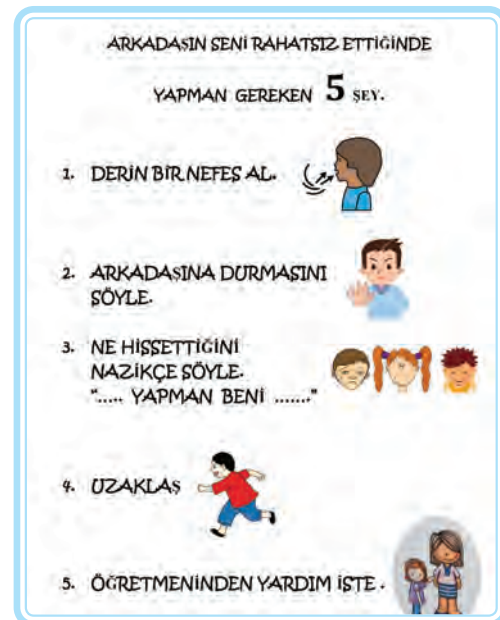 ARKADAŞIN SENİ RAHATSIZ ETTİĞİNDE
YAPMAN GEREKEN 5 ŞEY.
1. DERİN BİR NEFES AL.
2. ARKADAŞINA DURMASINI
SÖYLE.
3. NE HİSSETTİĞİNİ
NAZİKÇE SÖYLE.
"..... YAPMAN BENİ ......."
4. UZAKLAŞ
5. ÖĞRETMENİNDEN YARDIM İSTE.